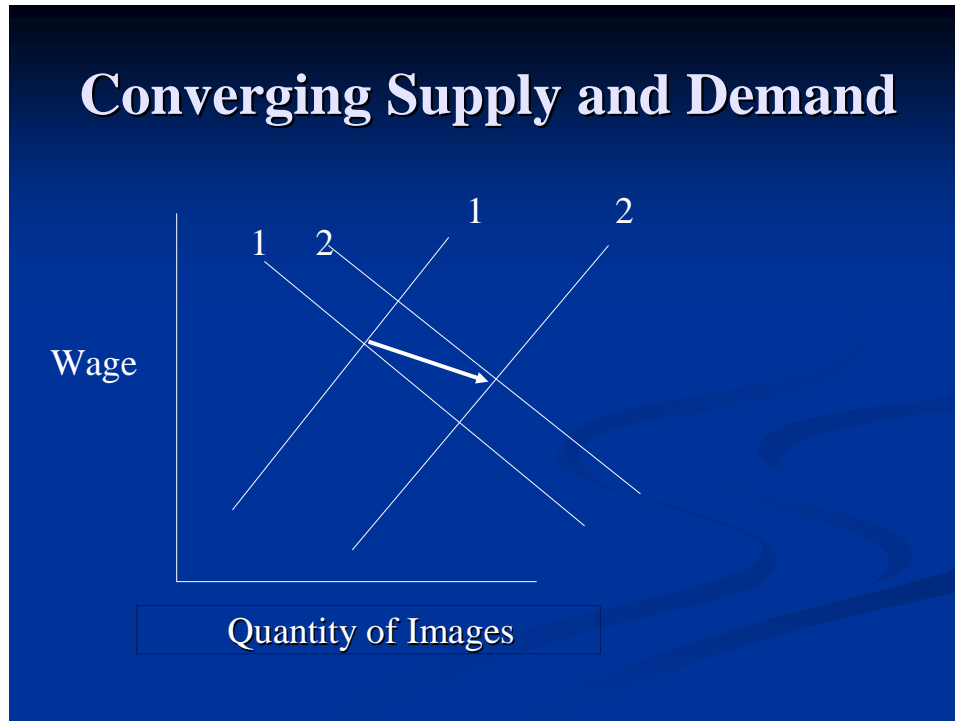 Converging Supply and Demand
1 2
1 2
Wage
Quantity of Images